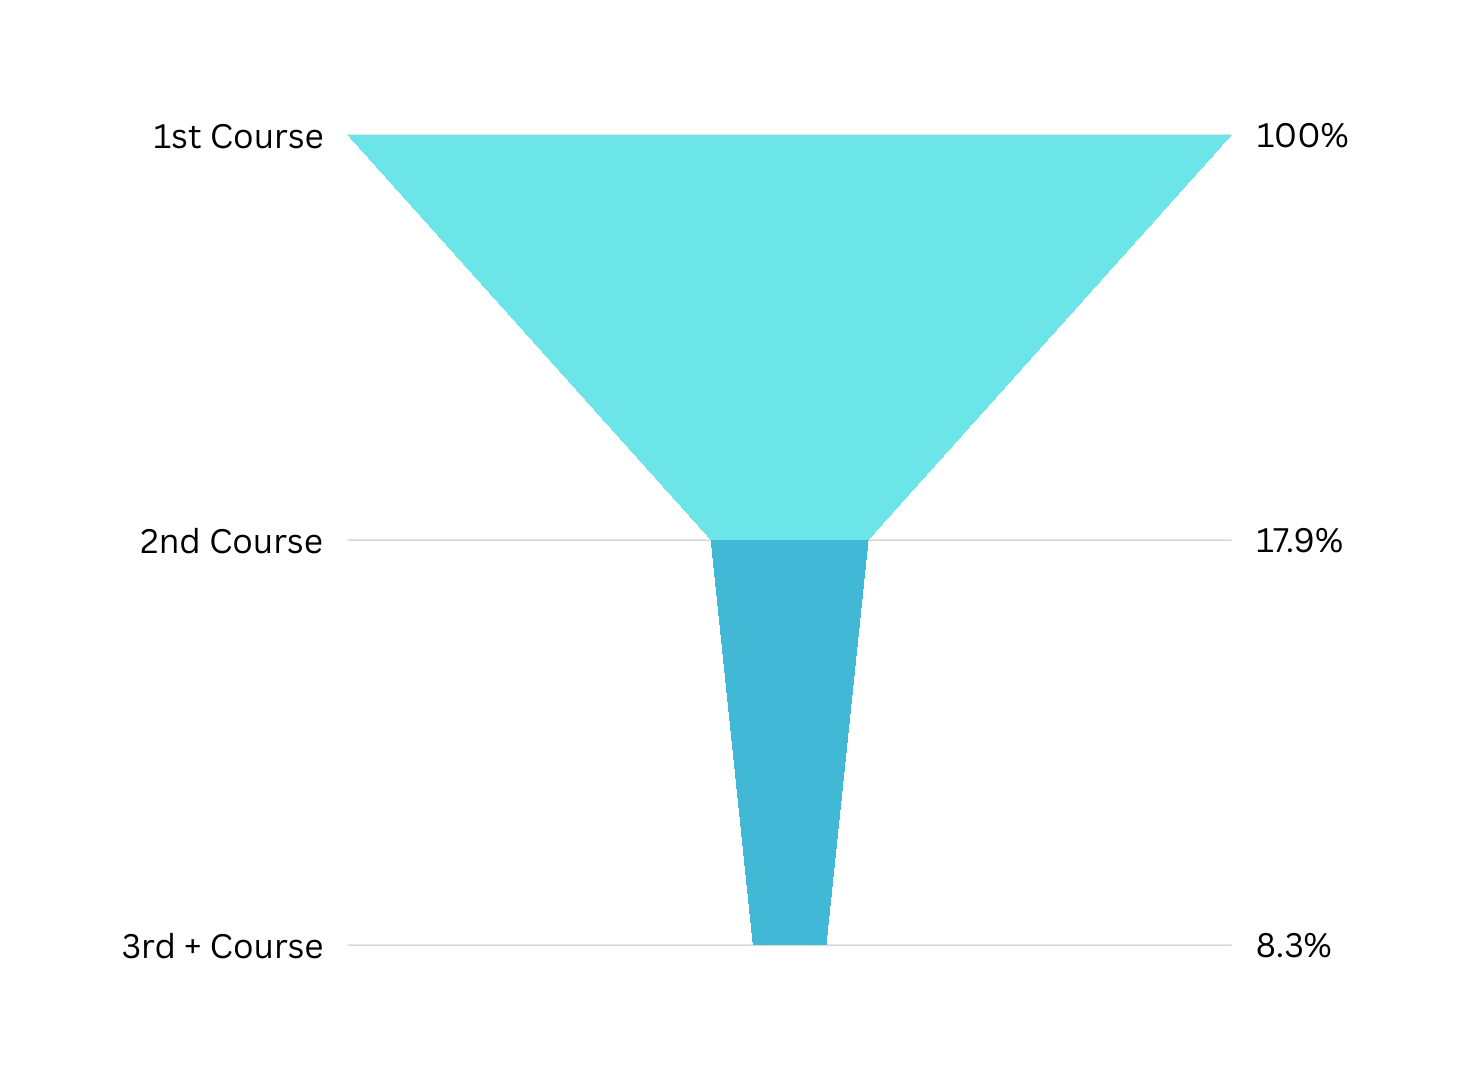 1st Course 100%
2nd Course 17.9%
3rd + Course 8.3%